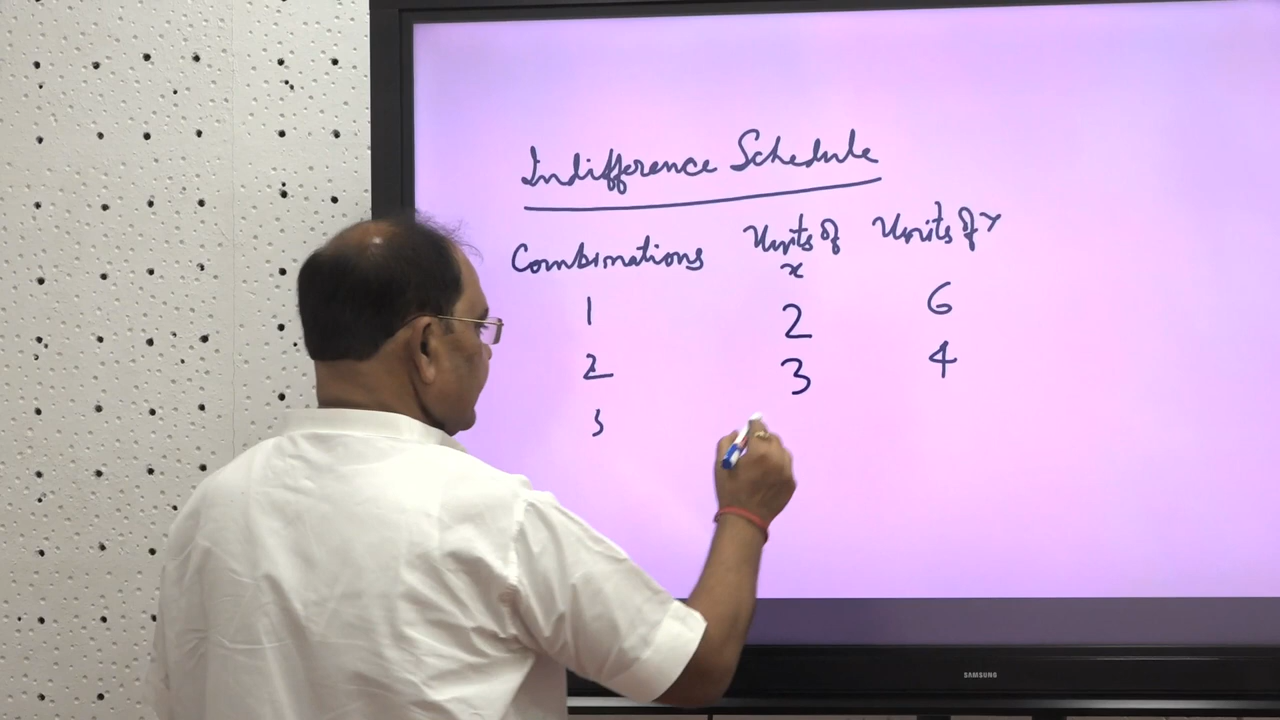 Indifference Schedule
Combinations Units of x Units of Y
1 2 6
2 3 4
3
SAMSUNG